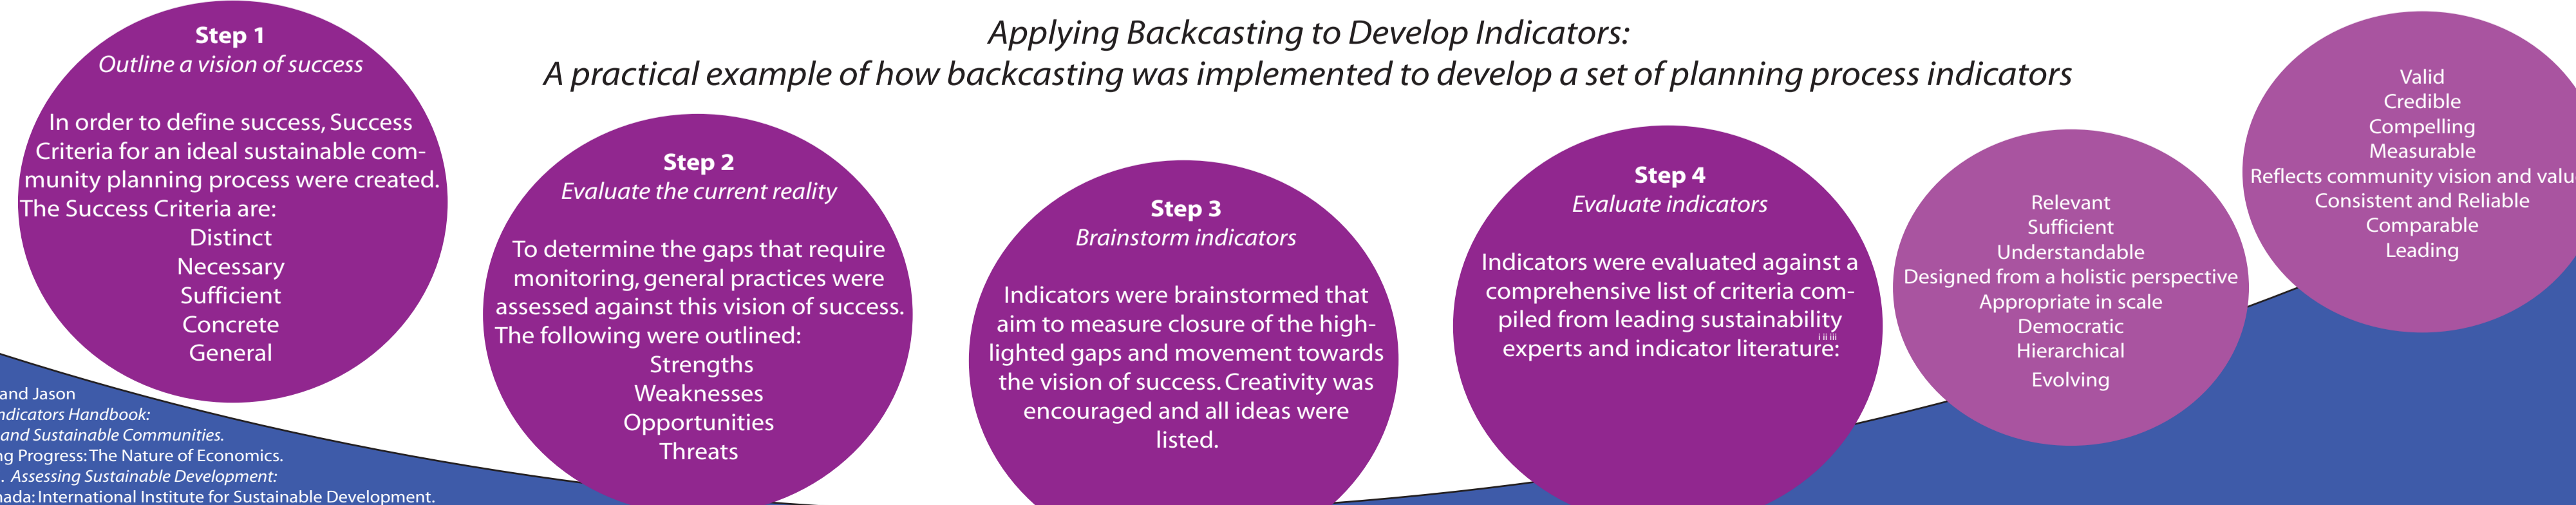 Applying Backcasting to Develop Indicators:
A practical example of how backcasting was implemented to develop a set of planning process indicators
Step 1
Outline a vision of success
In order to define success, Success
Criteria for an ideal sustainable com-
munity planning process were created.
The Success Criteria are:
Distinct
Necessary
Sufficient
Concrete
General
Step 2
Evaluate the current reality
To determine the gaps that require
monitoring, general practices were
assessed against this vision of success.
The following were outlined:
Strengths
Weaknesses
Opportunities
Threats
Step 3
Brainstorm indicators
Indicators were brainstormed that
aim to measure closure of the high-
lighted gaps and movement towards
the vision of success. Creativity was
encouraged and all ideas were
listed.
Step 4
Evaluate indicators
Indicators were evaluated against a
comprehensive list of criteria com-
piled from leading sustainability
experts and indicator literature: i ii iii
Relevant
Sufficient
Understandable
Designed from a holistic perspective
Appropriate in scale
Democratic
Hierarchical
Evolving
Valid
Credible
Compelling
Measurable
Reflects community vision and valu
Consistent and Reliable
Comparable
Leading
and Jason
ndicators Handbook:
and Sustainable Communities.
ng Progress: The Nature of Economics.
. Assessing Sustainable Development:
nada: International Institute for Sustainable Development.